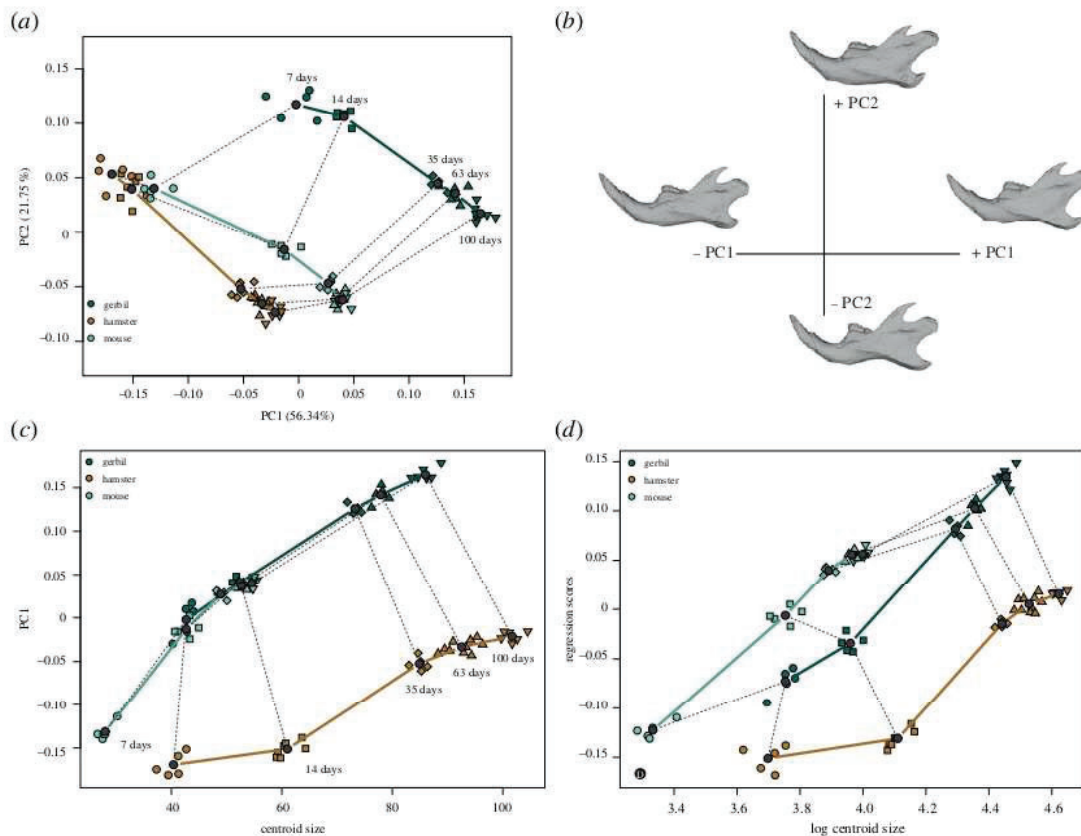 (a)
0.15
0.10
0.05
0
−0.05
−0.10
PC2 ( 21.75 %)
7 days
14 days
35 days
63 days
100 days
gerbil
hamster
mouse
−0.15
−0.10
−0.05
0
0.05
0.10
0.15
PC1 (56.34%)
(b)
+ PC2
− PC1
+ PC1
− PC2
(c)
gerbil
hamster
mouse
0.15
0.10
0.05
0
−0.05
−0.10
−0.15
PC1
7 days
14 days
35 days
63 days
100 days
40
60
80
100
centroid size
(d)
gerbil
hamster
mouse
0.15
0.10
0.05
0
−0.05
−0.10
−0.15
regression scores
D
3.4
3.6
3.8
4.0
4.2
4.4
4.6
log centroid size